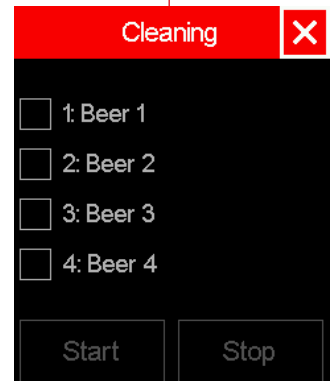 Cleaning
1: Beer 1
2: Beer 2
3: Beer 3
4: Beer 4
Start
Stop